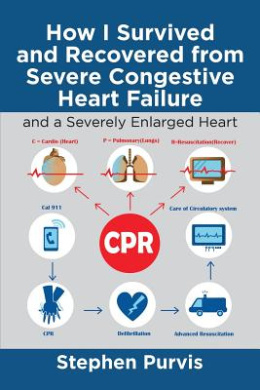 How I Survived
and Recovered from
Severe Congestive
Heart Failure
and a Severely Enlarged Heart
C = Cardio (Heart)
P = Pulmonary(Lungs)
R=Resuscitation(Recover)
Cal 911
Care of Circulatory system
CPR
CPR
Defibrillation
Advanced Resuscitation
Stephen Purvis